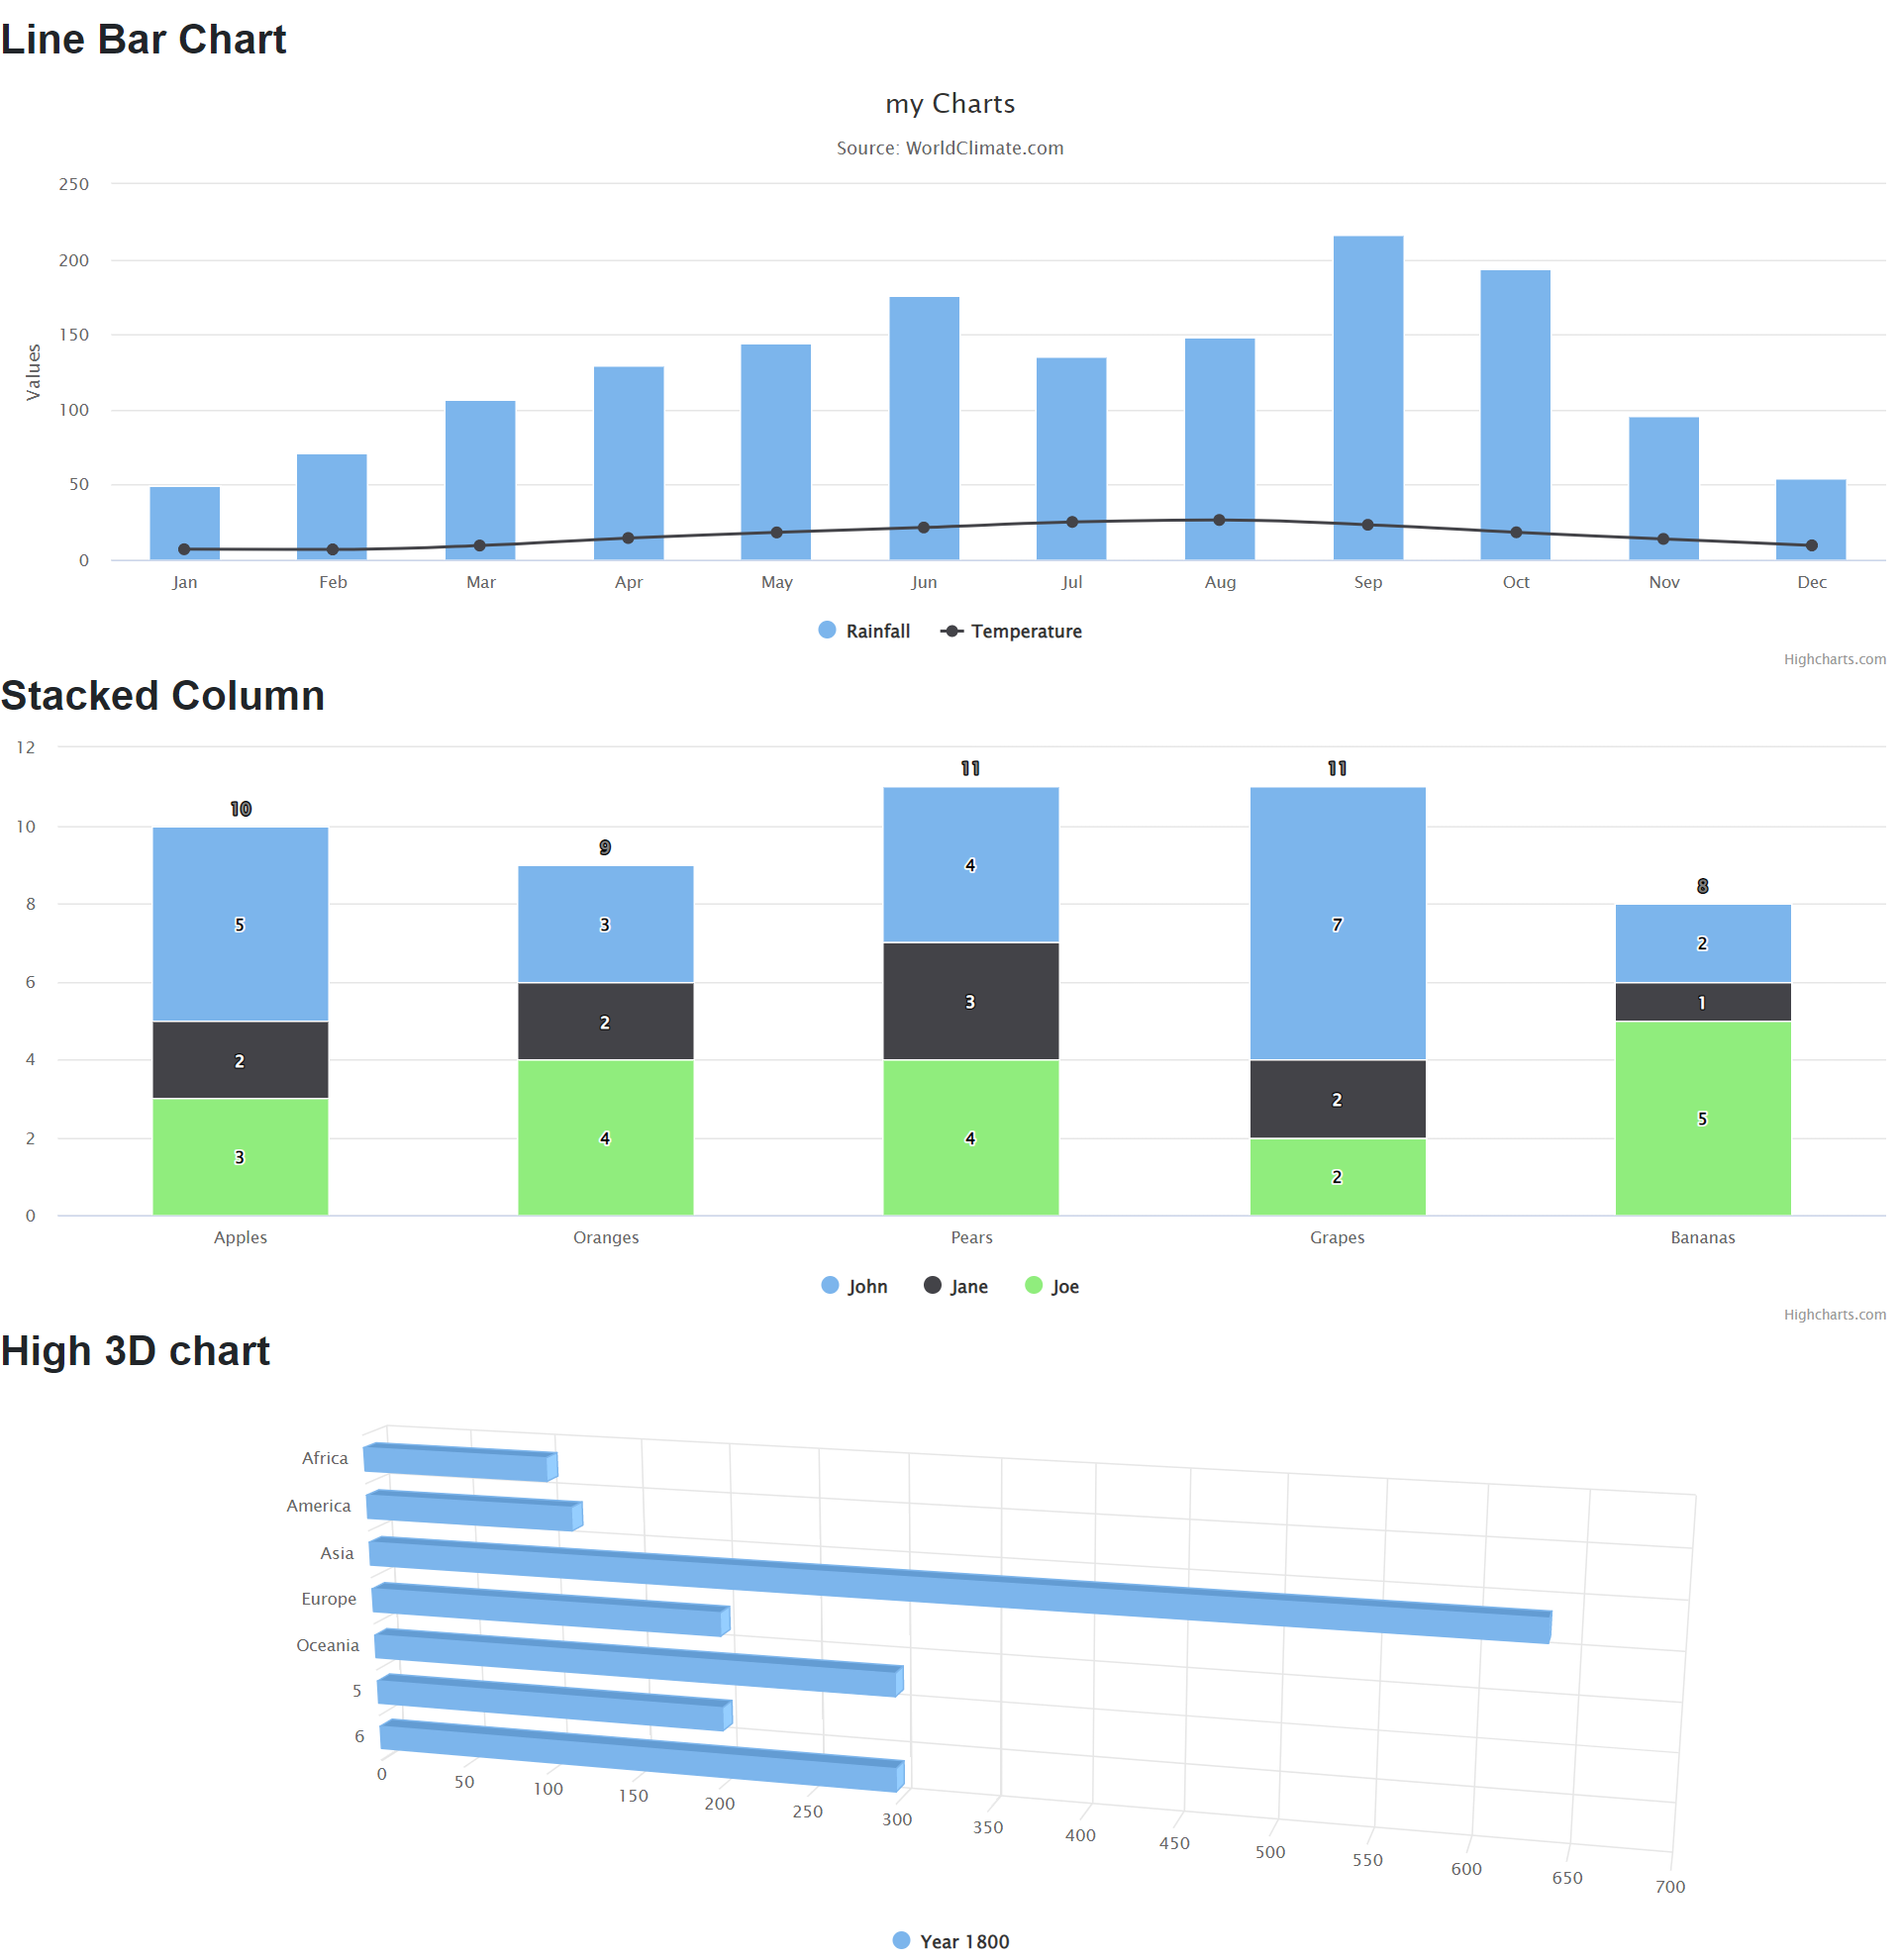 Line Bar Chart
my Charts
Source: WorldClimate.com
250
200
150
100
50
0
Values
Jan Feb Mar Apr May Jun Jul Aug Sep Oct Nov Dec
Rainfall Temperature
Highcharts.com
Stacked Column
12
10
8
6
4
2
0
10 9 11 11 8
5 3 4 7 2
2 2 3 2 1
3 4 4 2 5
Apples Oranges Pears Grapes Bananas
John Jane Joe
Highcharts.com
High 3D chart
Africa
America
Asia
Europe
Oceania
5
6
0 50 100 150 200 250 300 350 400 450 500 550 600 650 700
Year 1800